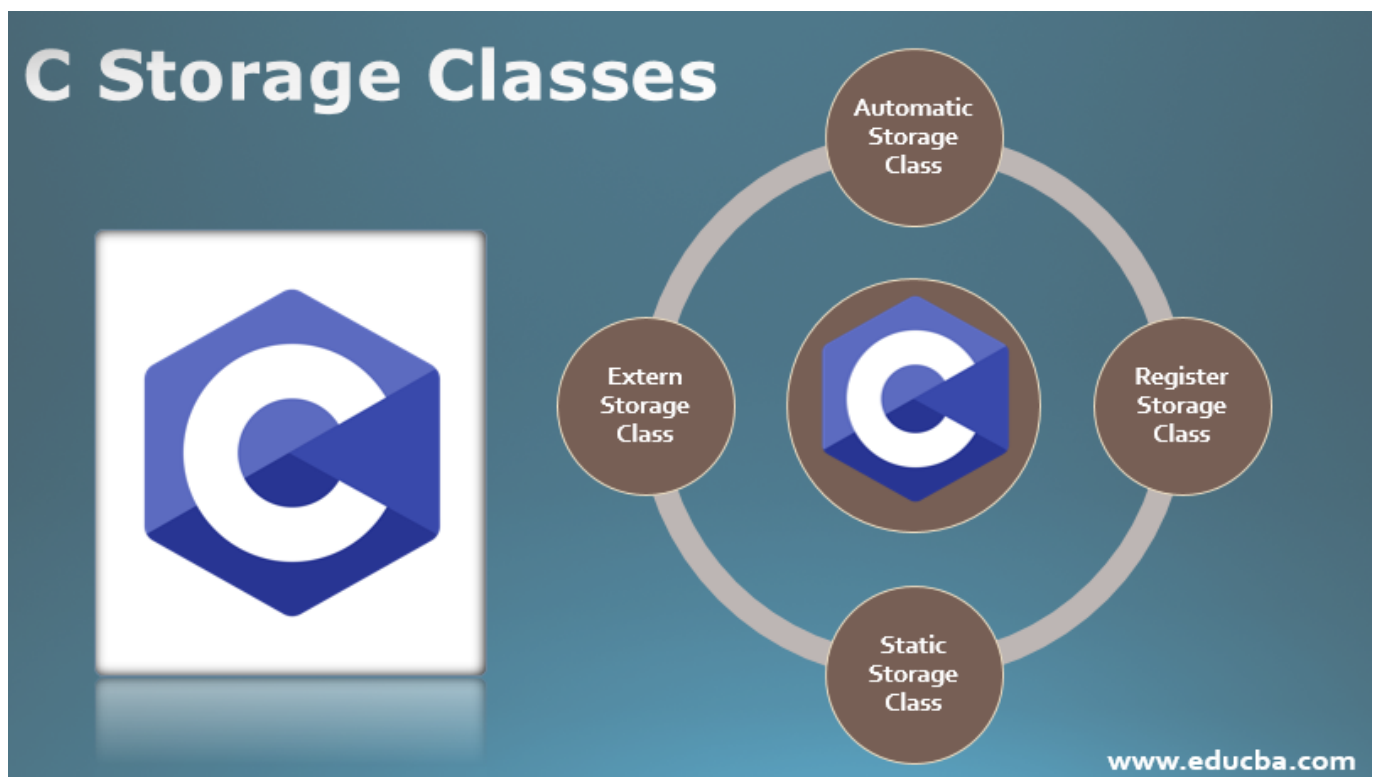 C Storage Classes
Automatic
Storage
Class
Extern
Storage
Class
Register
Storage
Class
Static
Storage
Class
www.educba.com